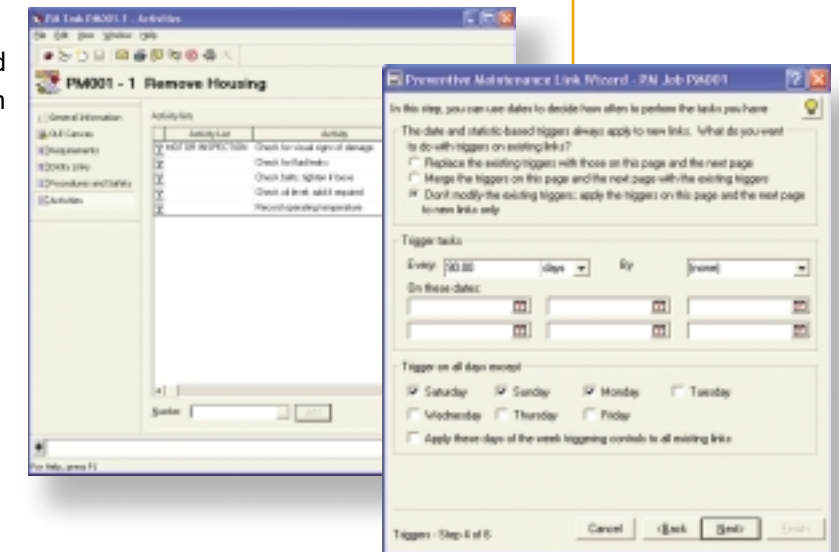 d
n
PM Task PM001-1 - Activities
File Edit View Window Help
PM001 - 1 Remove Housing
General Information
OLE Canvas
Requirements
Entity Links
Procedures and Safety
Activities
Activity lists
Activity List Activity
MOTOR INSPECTION Check for visual signs of damage
Check for fluid leaks
Check belts; tighten if loose
Check oil level; add if required
Record operating temperature
Number
For Help, press F1
Preventive Maintenance Link Wizard - PM Job PM001
In this step, you can use dates to decide how often to perform the tasks you have
The date and statistic-based triggers always apply to new links. What do you want
to do with triggers on existing links?
Replace the existing triggers with those on this page and the next page
Merge the triggers on this page and the next page with the existing triggers
Don't modify the existing triggers; apply the triggers on this page and the next page
to new links only
Trigger tasks
Every: 90.00 days By (none)
On these dates:
Trigger on all days except
Saturday Sunday Monday Tuesday
Wednesday Thursday Friday
Apply these days of the week triggering controls to all existing links
Triggers - Step 4 of 6
Cancel <Back Next> Finish